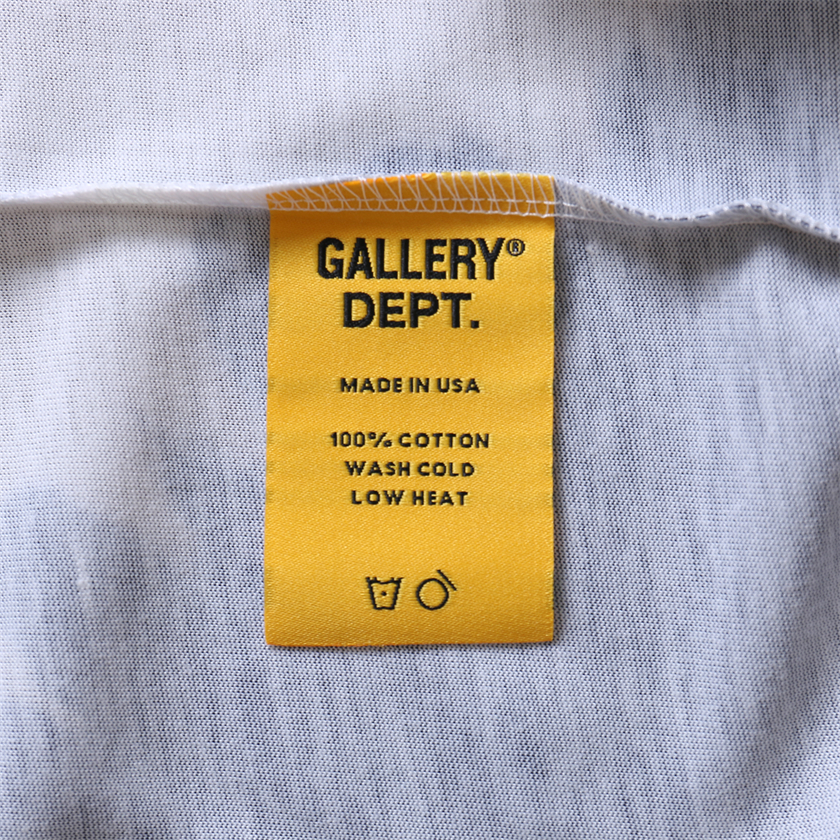 GALLERY®
DEPT.
MADE IN USA
100% COTTON
WASH COLD
LOW HEAT